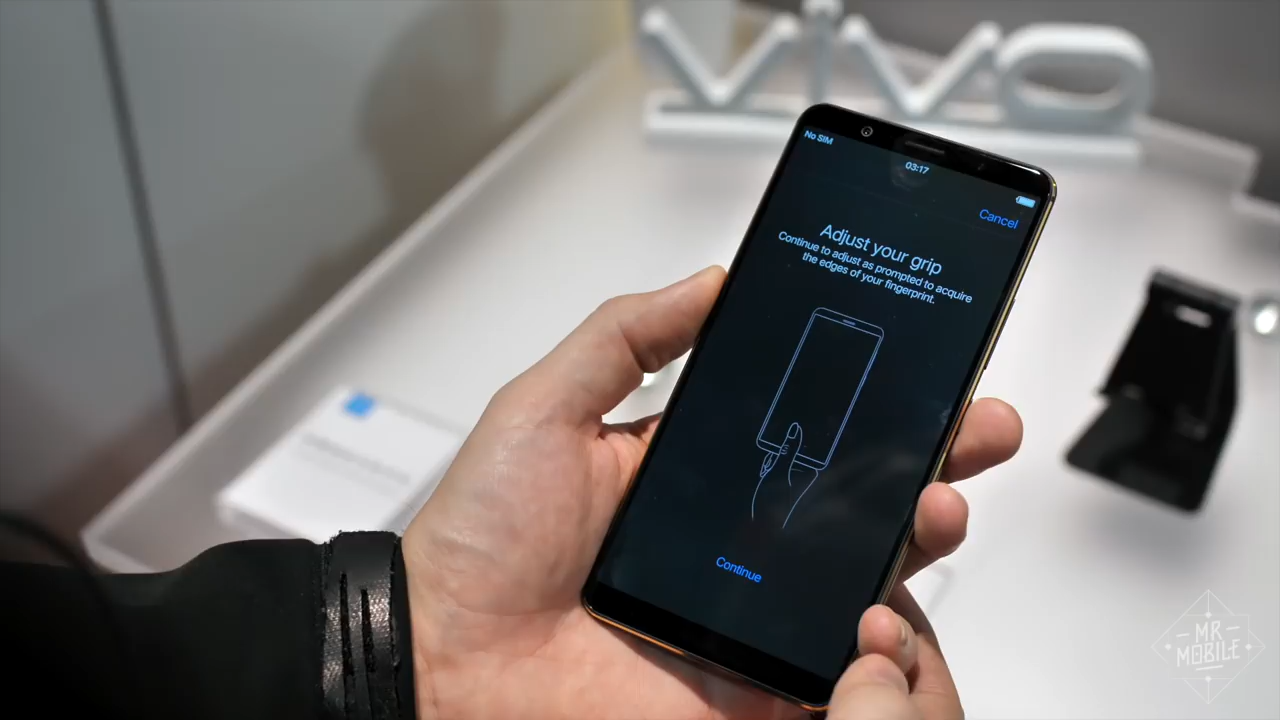 vivo
No SIM
03:17
Cancel
Adjust your grip
Continue to adjust as prompted to acquire
the edges of your fingerprint.
Continue
MR
MOBILE